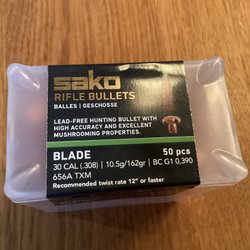 SAKO
RIFLE BULLETS
BALLES | GESCHOSSE
LEAD-FREE HUNTING BULLET WITH
HIGH ACCURACY AND EXCELLENT
MUSHROOMING PROPERTIES.
BLADE 50 pcs
30 CAL (.308) | 10.5g/162gr | BC G1 0,390
656A TXM
Recommended twist rate 12" or faster